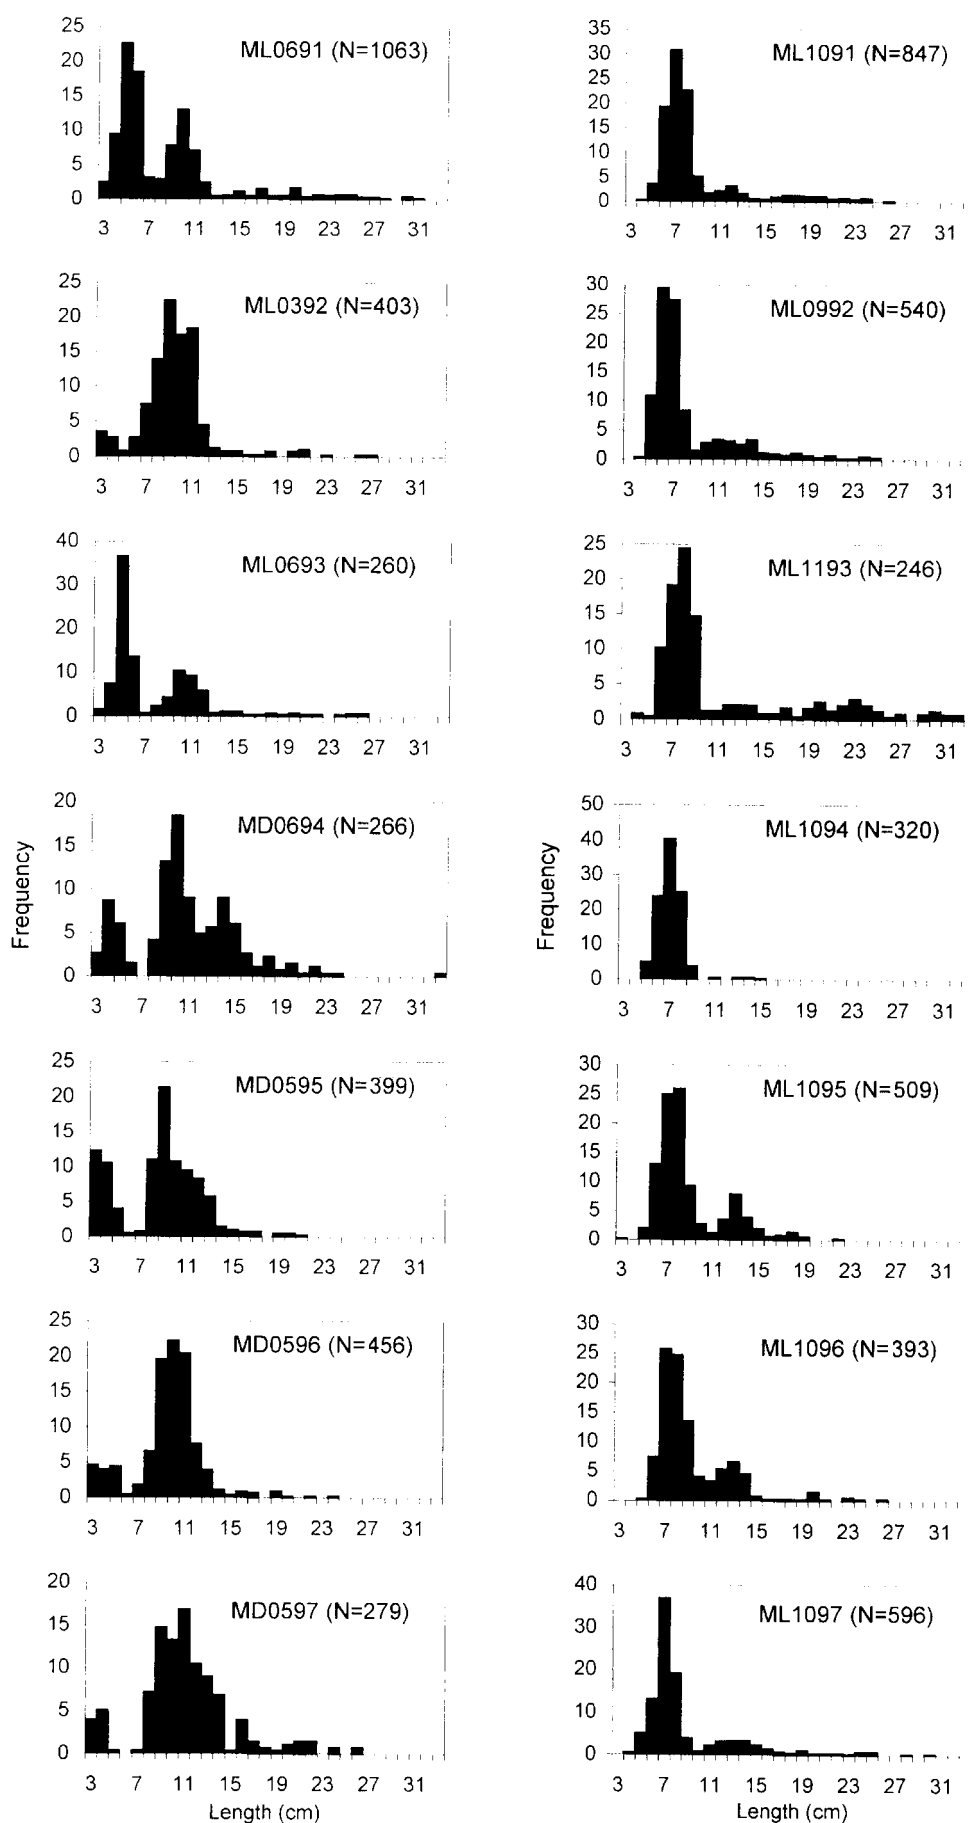 25
20
15
10
5
0
ML0691 (N=1063)
3 7 11 15 19 23 27 31
35
30
25
20
15
10
5
0
ML1091 (N=847)
3 7 11 15 19 23 27 31
25
20
15
10
5
0
ML0392 (N=403)
3 7 11 15 19 23 27 31
30
25
20
15
10
5
0
ML0992 (N=540)
3 7 11 15 19 23 27 31
40
30
20
10
0
ML0693 (N=260)
3 7 11 15 19 23 27 31
25
20
15
10
5
0
ML1193 (N=246)
3 7 11 15 19 23 27 31
Frequency
20
15
10
5
0
MD0694 (N=266)
3 7 11 15 19 23 27 31
Frequency
50
40
30
20
10
0
ML1094 (N=320)
3 7 11 15 19 23 27 31
25
20
15
10
5
0
MD0595 (N=399)
3 7 11 15 19 23 27 31
30
25
20
15
10
5
0
ML1095 (N=509)
3 7 11 15 19 23 27 31
25
20
15
10
5
0
MD0596 (N=456)
3 7 11 15 19 23 27 31
30
25
20
15
10
5
0
ML1096 (N=393)
3 7 11 15 19 23 27 31
20
15
10
5
0
MD0597 (N=279)
3 7 11 15 19 23 27 31
Length (cm)
40
30
20
10
0
ML1097 (N=596)
3 7 11 15 19 23 27 31
Length (cm)